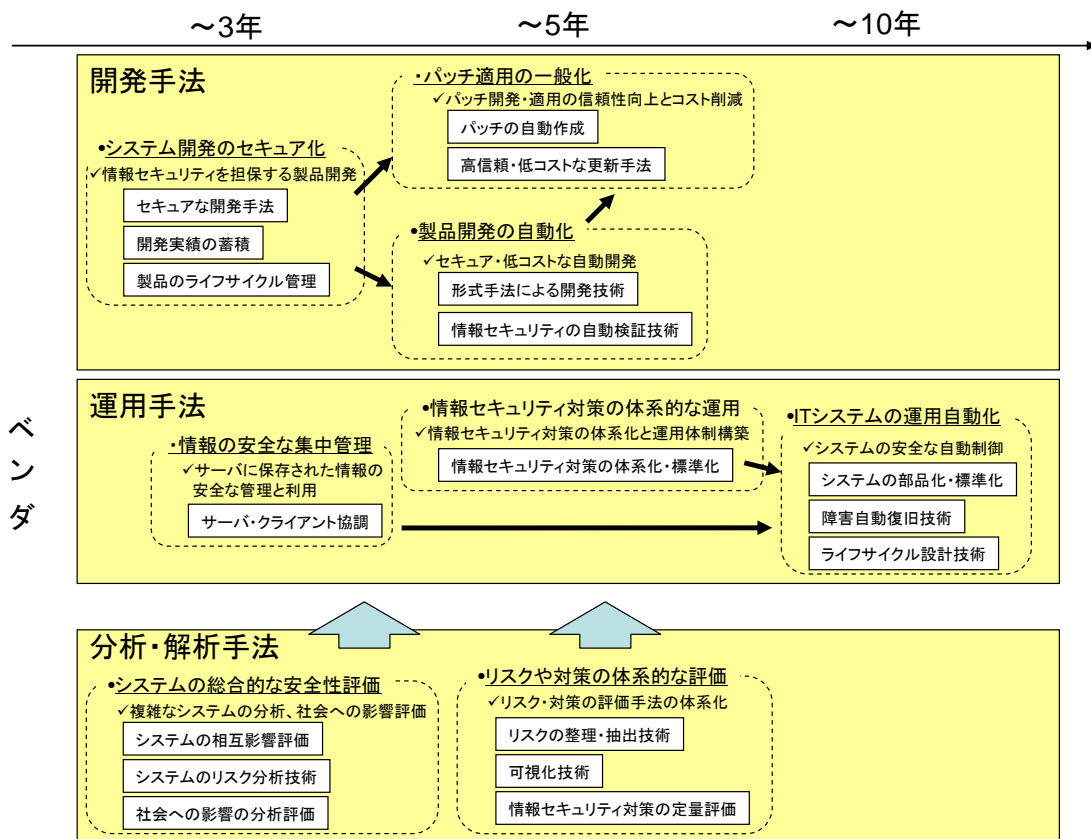 ～3年
～5年
～10年
ベンダ
開発手法
•システム開発のセキュア化
✓情報セキュリティを担保する製品開発
セキュアな開発手法
開発実績の蓄積
製品のライフサイクル管理
・パッチ適用の一般化
✓パッチ開発・適用の信頼性向上とコスト削減
パッチの自動作成
高信頼・低コストな更新手法
•製品開発の自動化
✓セキュア・低コストな自動開発
形式手法による開発技術
情報セキュリティの自動検証技術
運用手法
・情報の安全な集中管理
✓サーバに保存された情報の
安全な管理と利用
サーバ・クライアント協調
•情報セキュリティ対策の体系的な運用
✓情報セキュリティ対策の体系化と運用体制構築
情報セキュリティ対策の体系化・標準化
•ITシステムの運用自動化
✓システムの安全な自動制御
システムの部品化・標準化
障害自動復旧技術
ライフサイクル設計技術
分析・解析手法
•システムの総合的な安全性評価
✓複雑なシステムの分析、社会への影響評価
システムの相互影響評価
システムのリスク分析技術
社会への影響の分析評価
•リスクや対策の体系的な評価
✓リスク・対策の評価手法の体系化
リスクの整理・抽出技術
可視化技術
情報セキュリティ対策の定量評価